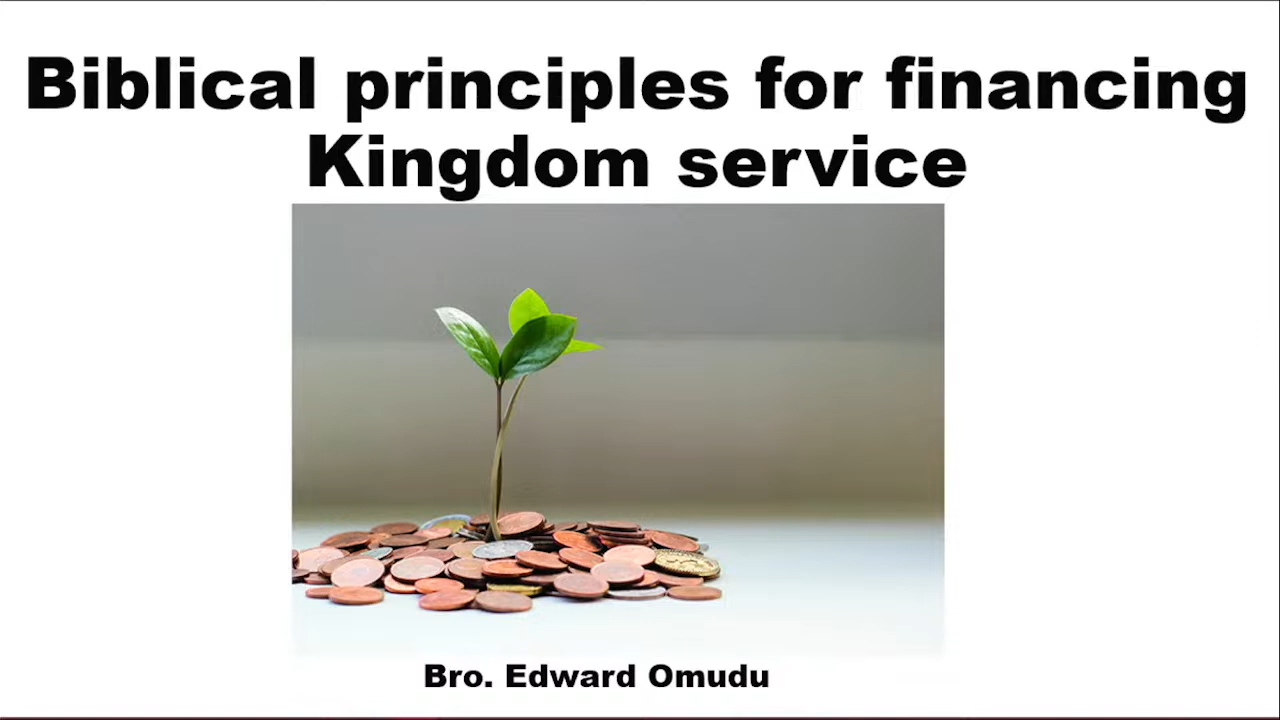 Biblical principles for financing
Kingdom service
Bro. Edward Omudu